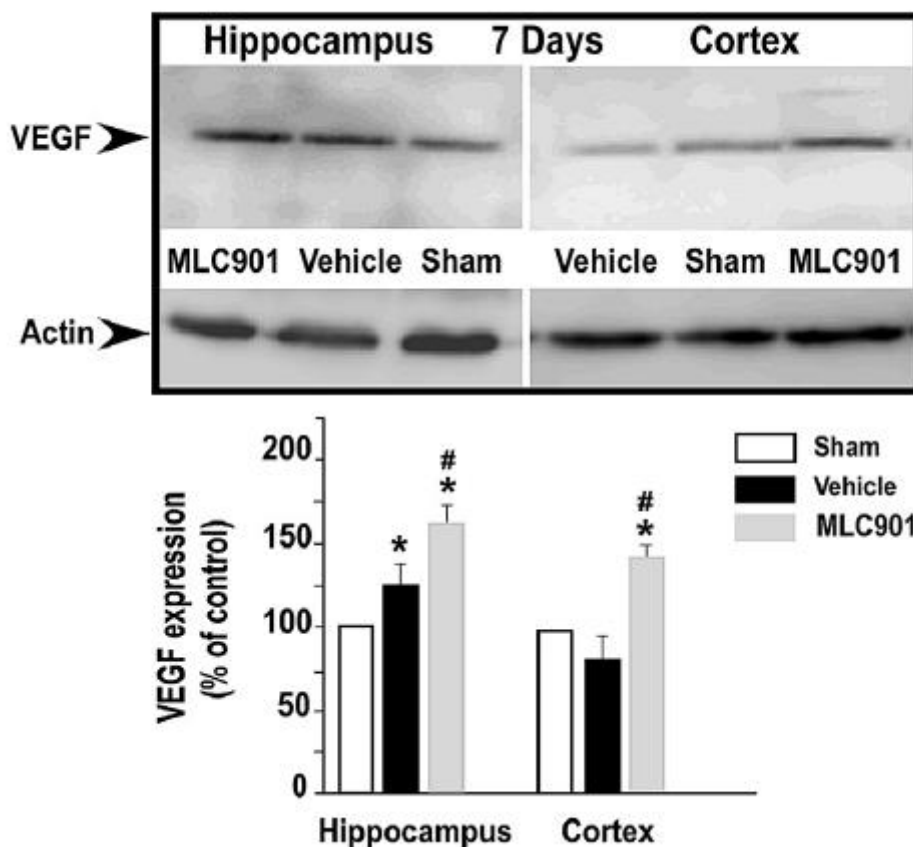 Hippocampus 7 Days Cortex
VEGF
MLC901 Vehicle Sham Vehicle Sham MLC901
Actin
VEGF expression
(% of control)
200
150
100
50
0
#
*
*
#
*
Sham
Vehicle
MLC901
Hippocampus Cortex